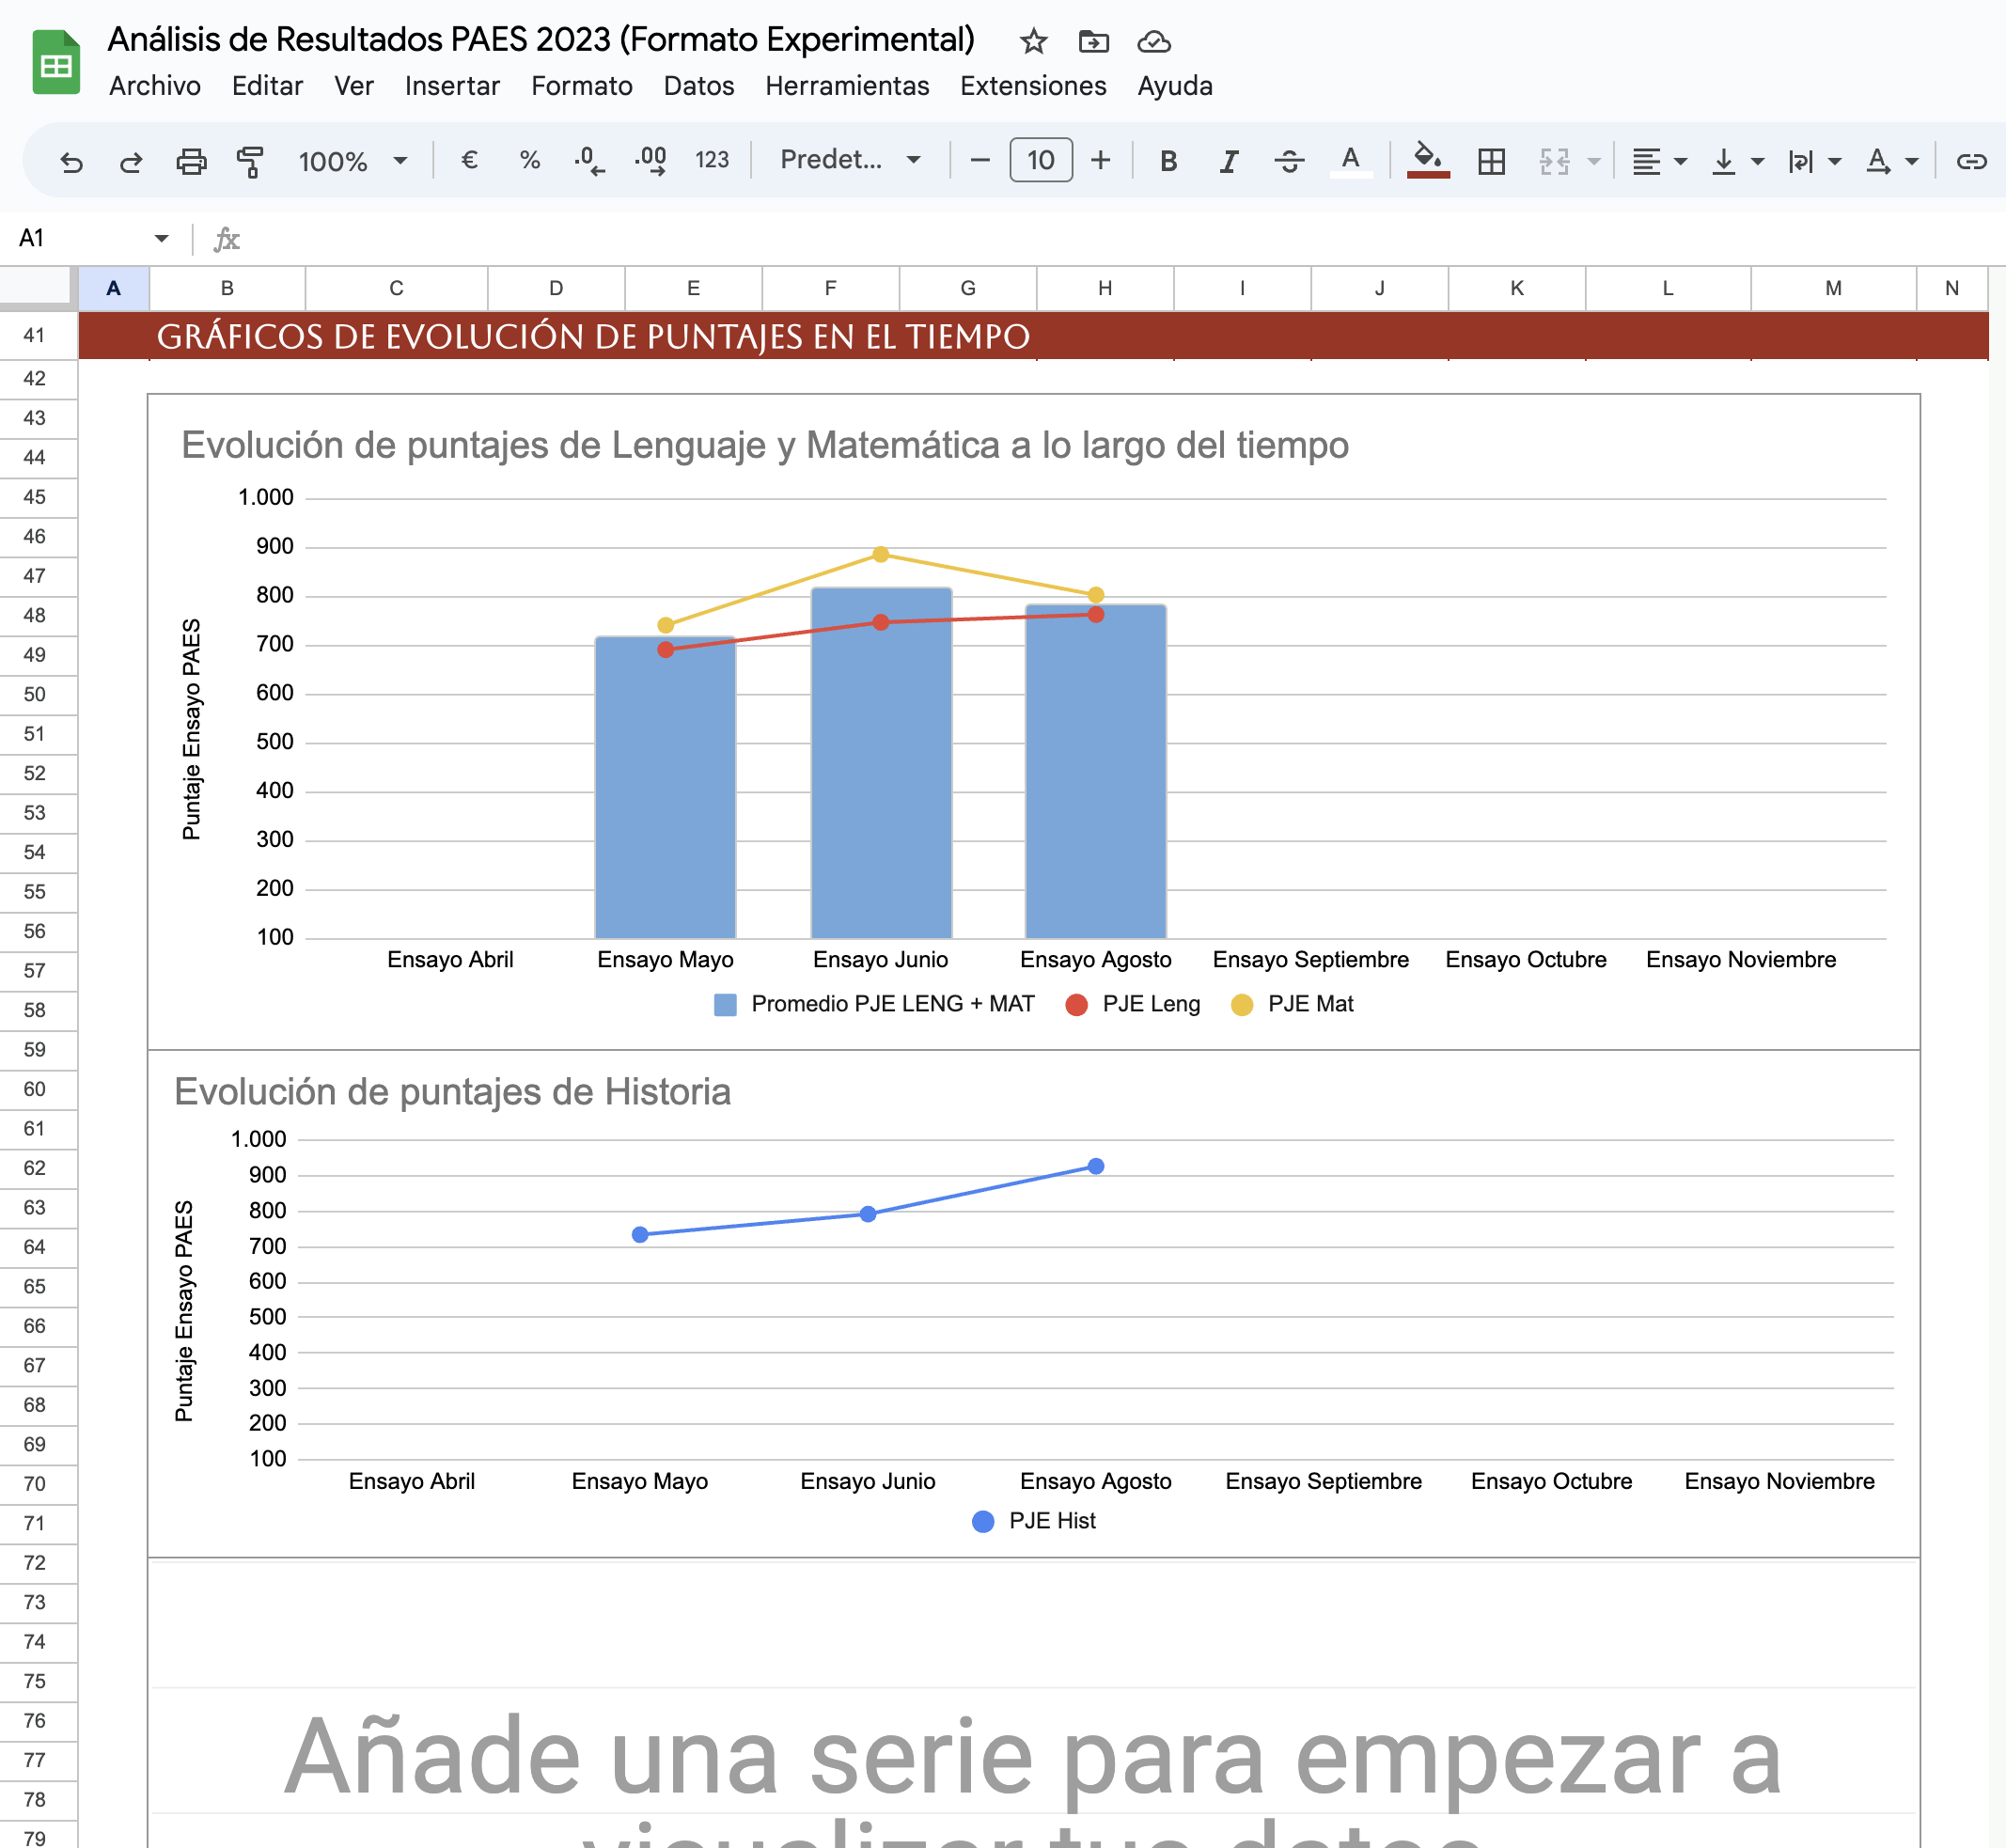 Análisis de Resultados PAES 2023 (Formato Experimental)
Archivo Editar Ver Insertar Formato Datos Herramientas Extensiones Ayuda
100% € % .0 .00 123 Predet... − 10 + B I S A A
A1 fx
A B C D E F G H I J K L M N
41 GRÁFICOS DE EVOLUCIÓN DE PUNTAJES EN EL TIEMPO
42
43
44 Evolución de puntajes de Lenguaje y Matemática a lo largo del tiempo
45 1.000
46 900
47 800
48 700
49 600
50 500
51 400
52 300
53 200
54 100
55 Puntaje Ensayo PAES
56
57 Ensayo Abril Ensayo Mayo Ensayo Junio Ensayo Agosto Ensayo Septiembre Ensayo Octubre Ensayo Noviembre
58 Promedio PJE LENG + MAT PJE Leng PJE Mat
59
60 Evolución de puntajes de Historia
61 1.000
62 900
63 800
64 700
65 600
66 500
67 400
68 300
69 200
70 100
Puntaje Ensayo PAES
Ensayo Abril Ensayo Mayo Ensayo Junio Ensayo Agosto Ensayo Septiembre Ensayo Octubre Ensayo Noviembre
71 PJE Hist
72
73
74
75
76
77 Añade una serie para empezar a
78
79 visualizar tus datos